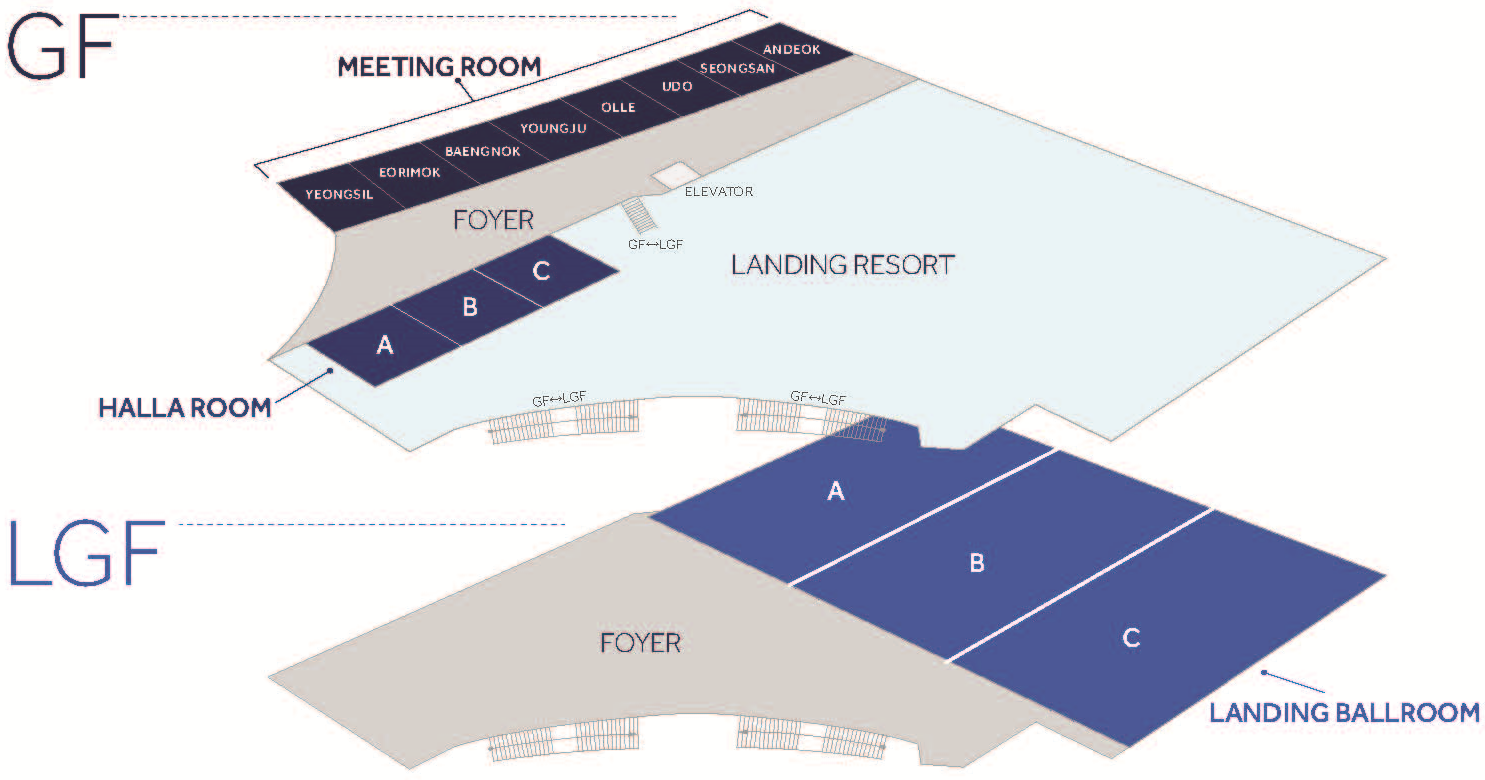 GF
MEETING ROOM
ANDEOK
SEONGSAN
UDO
OLLE
YOUNGJU
BAENGNOK
EORIMOK
YEONGSIL
ELEVATOR
FOYER
GF↔LGF
LANDING RESORT
C
B
A
HALLA ROOM
GF↔LGF
GF↔LGF
LGF
A
B
C
FOYER
LANDING BALLROOM